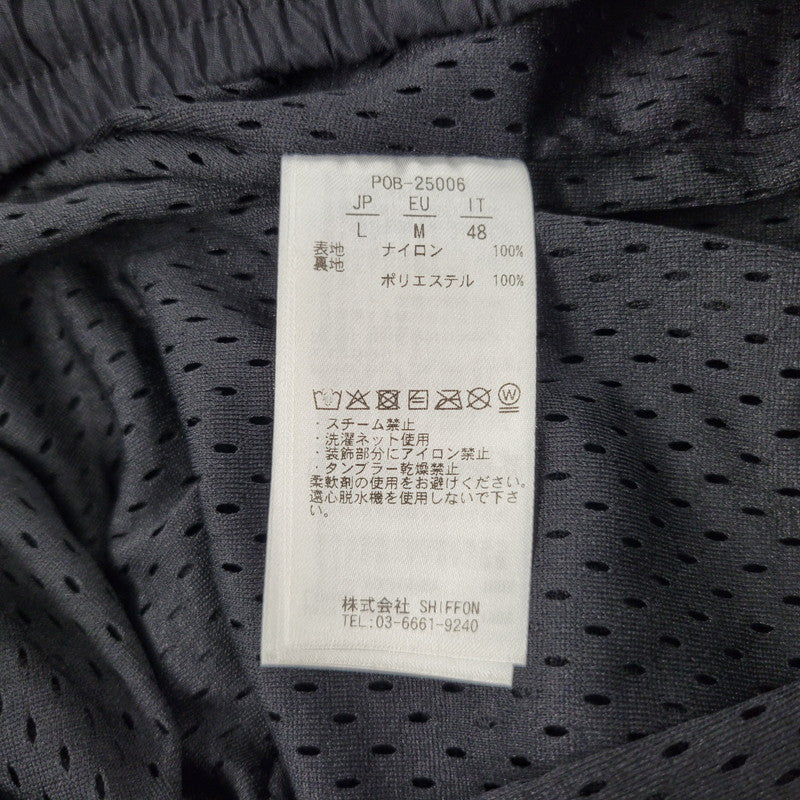 POB-25006
JP EU IT
L M 48
表地 ナイロン 100%
裏地
ポリエステル 100%
・スチーム禁止
・洗濯ネット使用
・装飾部分にアイロン禁止
・タンブラー乾燥禁止
柔軟剤の使用をお避けください。
遠心脱水機を使用しないで下さ
い。
株式会社 SHIFFON
TEL:03-6661-9240